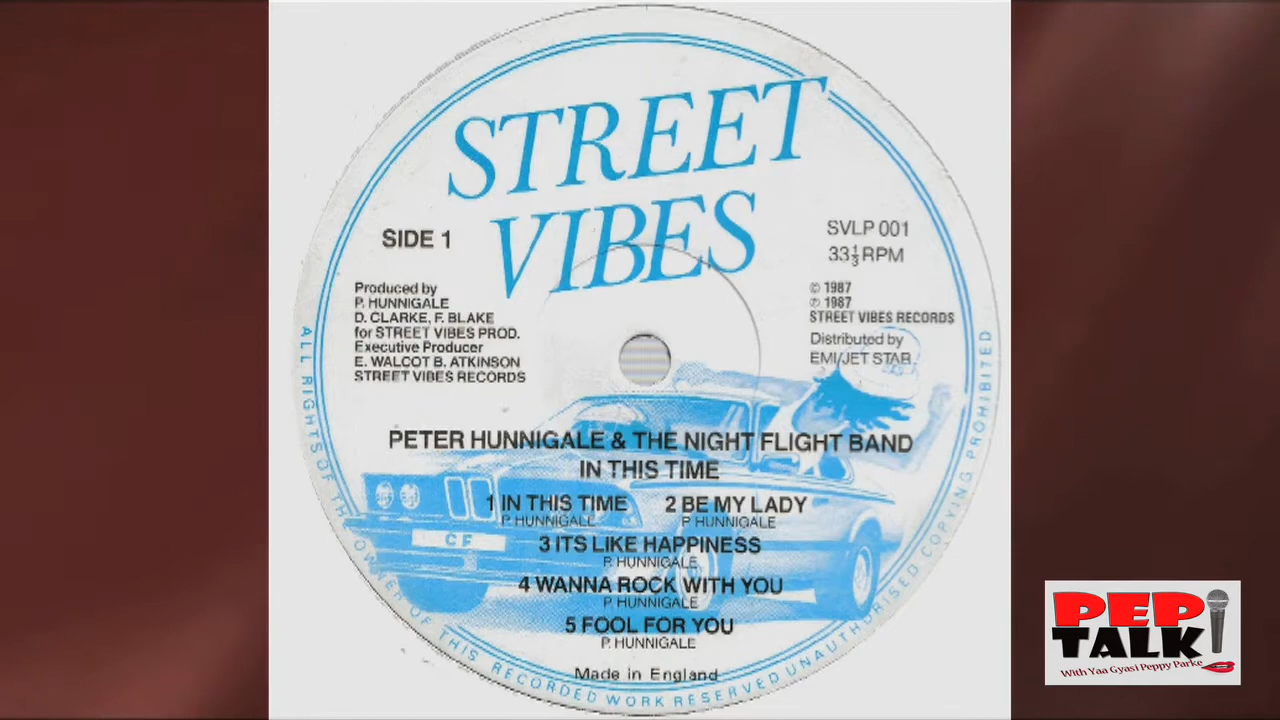 STREET
VIBES
SIDE 1
SVLP 001
33⅓ RPM
Produced by
P. HUNNIGALE
D. CLARKE, F. BLAKE
for STREET VIBES PROD.
Executive Producer
E. WALCOT B. ATKINSON
STREET VIBES RECORDS
© 1987
℗ 1987
STREET VIBES RECORDS
Distributed by
EMI/JET STAR
PETER HUNNIGALE & THE NIGHT FLIGHT BAND
IN THIS TIME
1 IN THIS TIME 2 BE MY LADY
P. HUNNIGALE P. HUNNIGALE
3 ITS LIKE HAPPINESS
P. HUNNIGALE
4 WANNA ROCK WITH YOU
P. HUNNIGALE
5 FOOL FOR YOU
P. HUNNIGALE
Made in England
CF
ALL RIGHTS OF THE OWNER OF THIS RECORDED WORK RESERVED UNAUTHORISED COPYING PROHIBITED
PEP
TALK
With Yaa Gyasi Peppy Parke